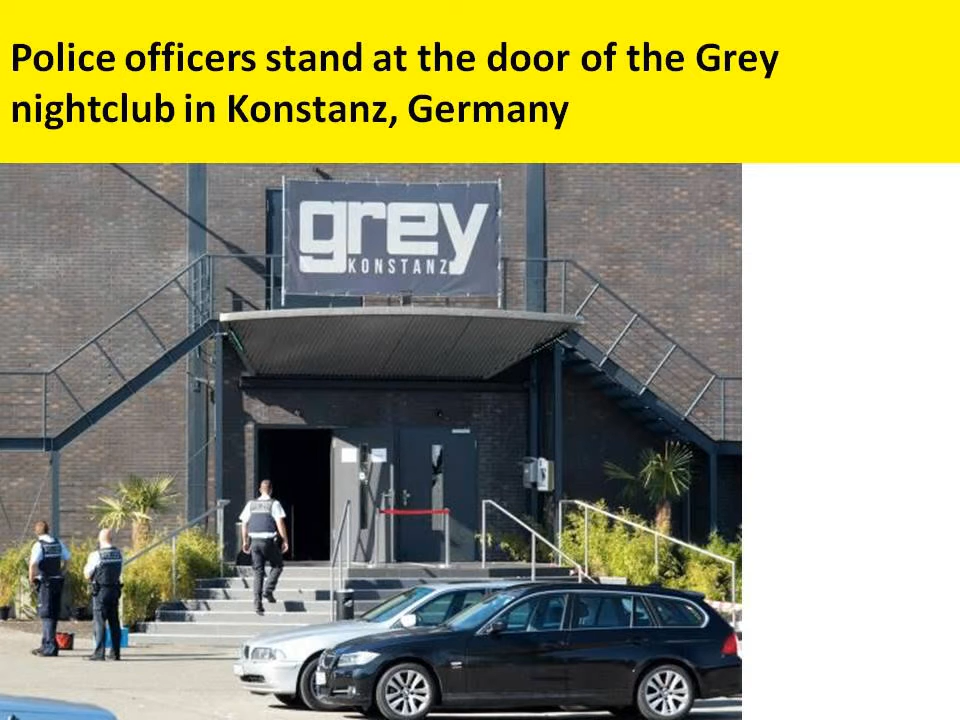 Police officers stand at the door of the Grey
nightclub in Konstanz, Germany
grey
KONSTANZ